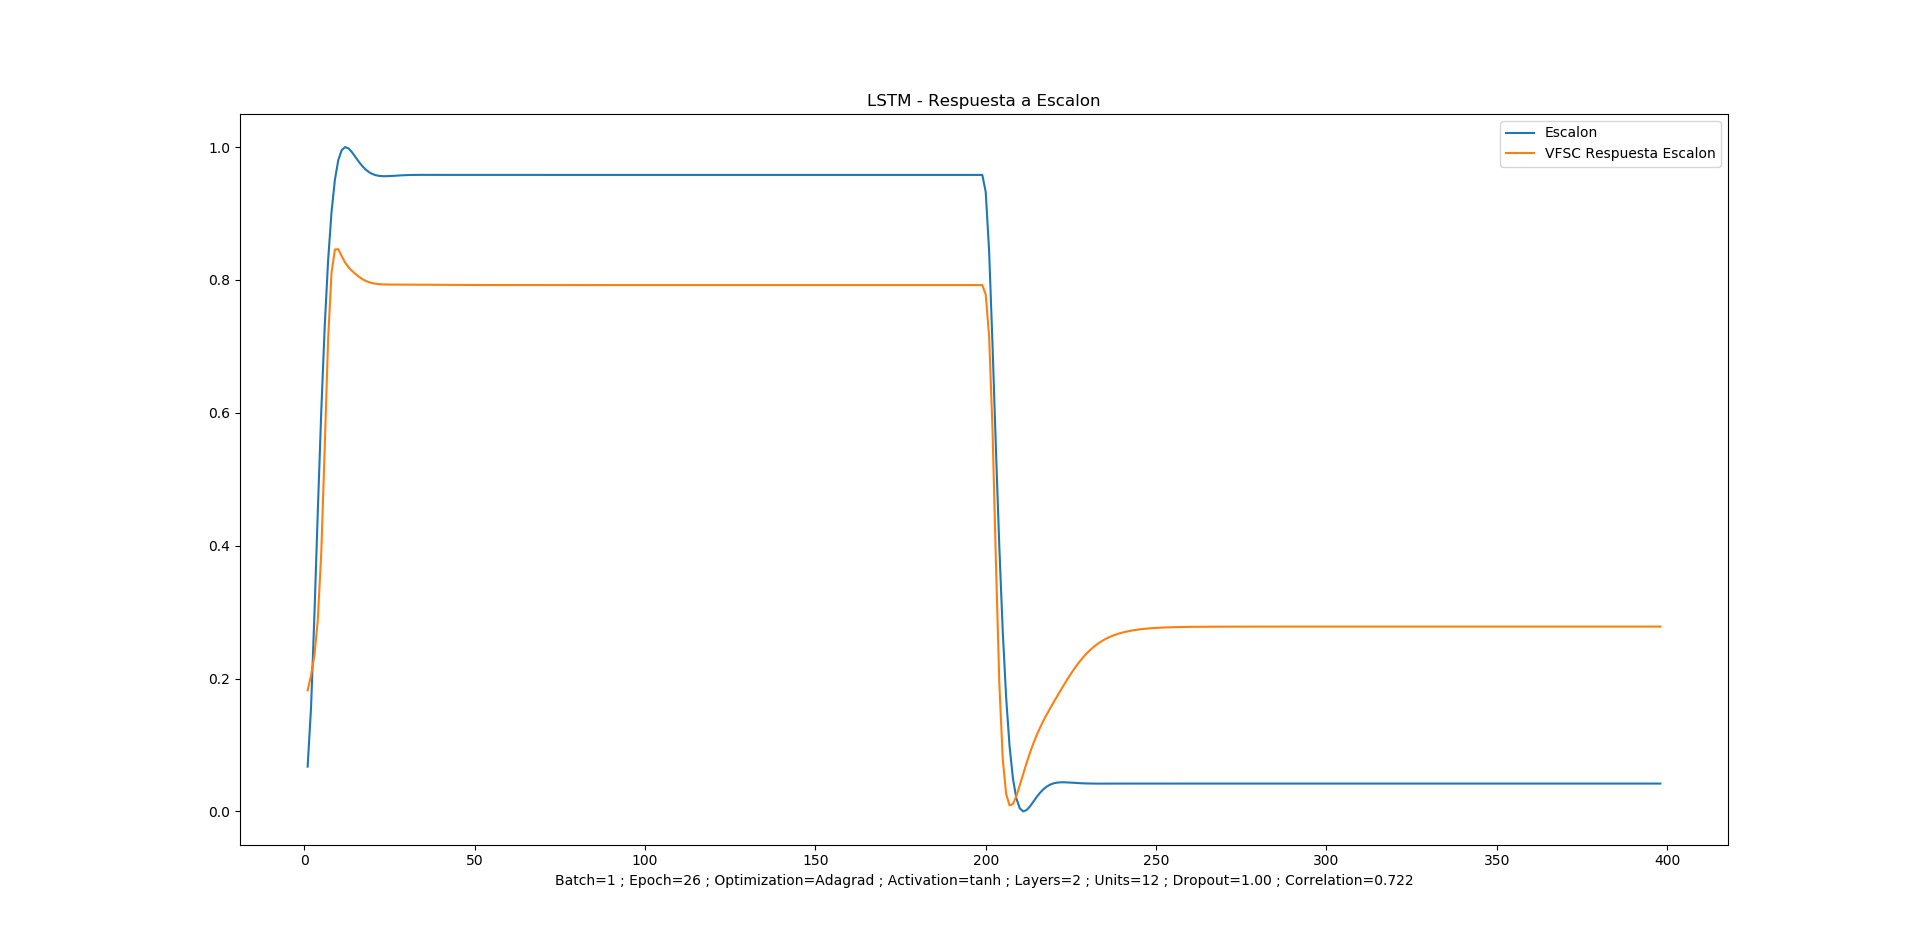 LSTM - Respuesta a Escalon
Escalon
VFSC Respuesta Escalon
1.0
0.8
0.6
0.4
0.2
0.0
0 50 100 150 200 250 300 350 400
Batch=1 ; Epoch=26 ; Optimization=Adagrad ; Activation=tanh ; Layers=2 ; Units=12 ; Dropout=1.00 ; Correlation=0.722